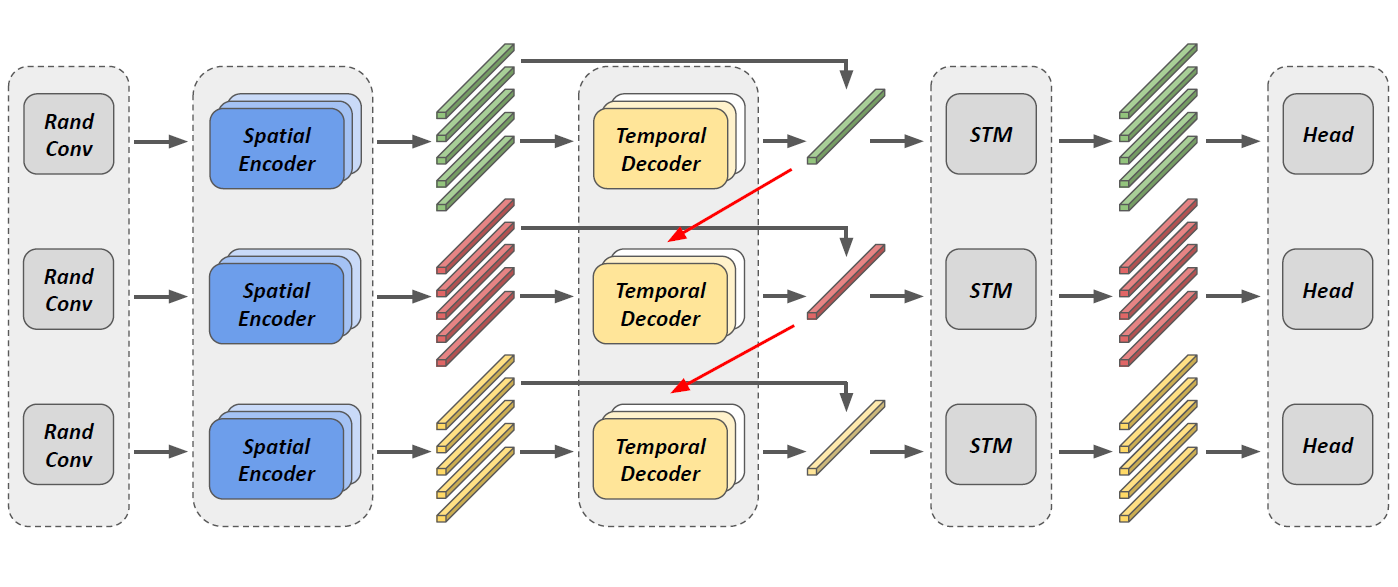 Rand
Conv
Spatial
Encoder
Temporal
Decoder
STM
Head
Rand
Conv
Spatial
Encoder
Temporal
Decoder
STM
Head
Rand
Conv
Spatial
Encoder
Temporal
Decoder
STM
Head